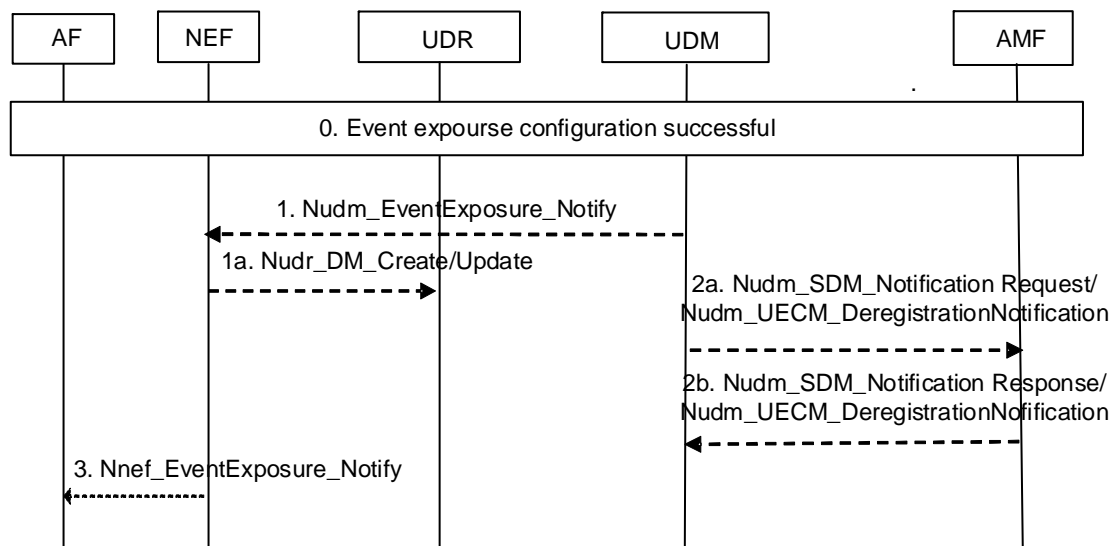 AF
NEF
UDR
UDM
AMF
.
0. Event expourse configuration successful
1. Nudm_EventExposure_Notify
1a. Nudr_DM_Create/Update
2a. Nudm_SDM_Notification Request/
Nudm_UECM_DeregistrationNotification
2b. Nudm_SDM_Notification Response/
Nudm_UECM_DeregistrationNofification
3. Nnef_EventExposure_Notify